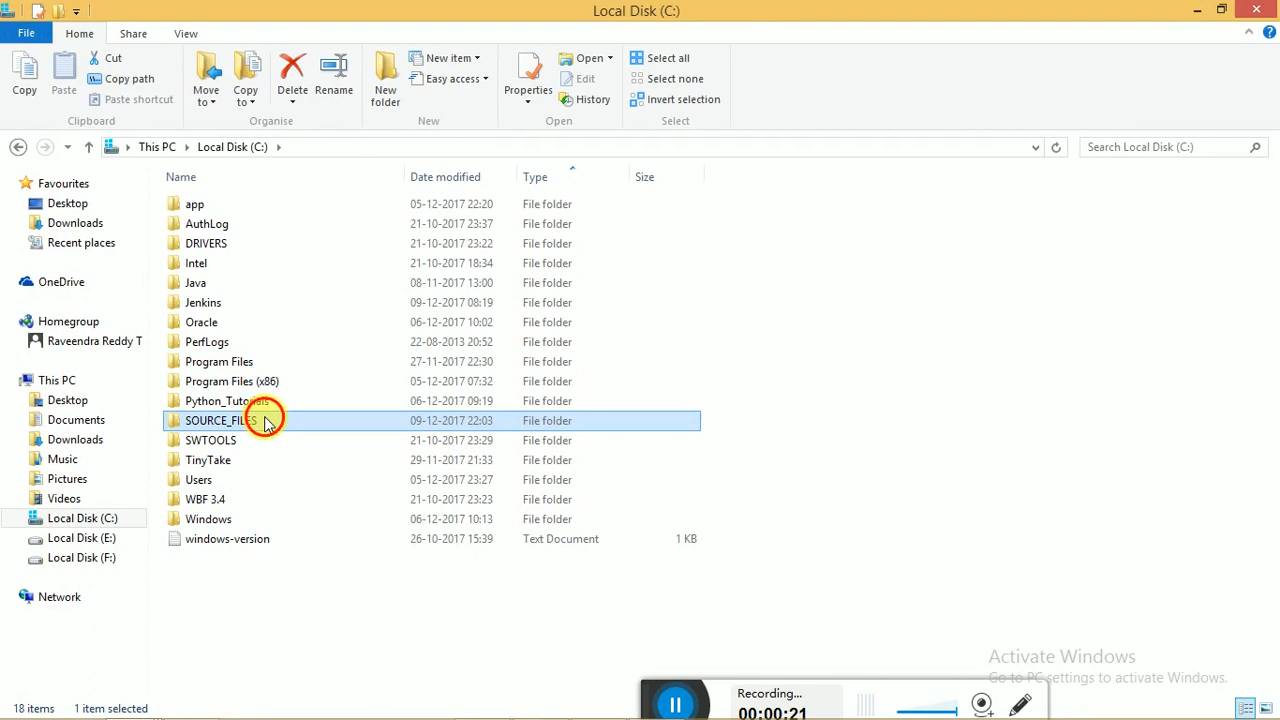 Local Disk (C:)
File Home Share View
Copy
Paste
Cut
Copy path
Paste shortcut
Clipboard
Move to
Copy to
Delete
Rename
Organise
New folder
New item
Easy access
New
Properties
Open
Edit
History
Open
Select all
Select none
Invert selection
Select
This PC Local Disk (C:)
Search Local Disk (C:)
Favourites
Desktop
Downloads
Recent places
OneDrive
Homegroup
Raveendra Reddy T
This PC
Desktop
Documents
Downloads
Music
Pictures
Videos
Local Disk (C:)
Local Disk (E:)
Local Disk (F:)
Network
Name Date modified Type Size
app 05-12-2017 22:20 File folder
AuthLog 21-10-2017 23:37 File folder
DRIVERS 21-10-2017 23:22 File folder
Intel 21-10-2017 18:34 File folder
Java 08-11-2017 13:00 File folder
Jenkins 09-12-2017 08:19 File folder
Oracle 06-12-2017 10:02 File folder
PerfLogs 22-08-2013 20:52 File folder
Program Files 27-11-2017 22:30 File folder
Program Files (x86) 05-12-2017 07:32 File folder
Python_Tutorials 06-12-2017 09:19 File folder
SOURCE_FILES 09-12-2017 22:03 File folder
SWTOOLS 21-10-2017 23:29 File folder
TinyTake 29-11-2017 21:33 File folder
Users 05-12-2017 23:27 File folder
WBF 3.4 21-10-2017 23:23 File folder
Windows 06-12-2017 10:13 File folder
windows-version 26-10-2017 15:39 Text Document 1 KB
Activate Windows
Go to PC settings to activate Windows.
Recording...
00:00:21
18 items 1 item selected